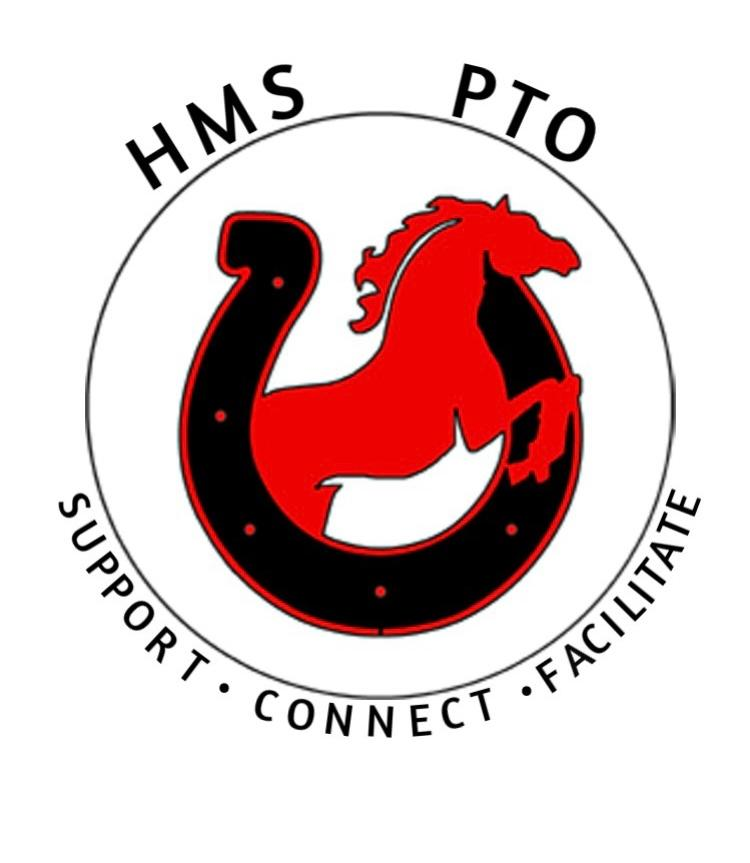 HMS PTO
SUPPORT • CONNECT • FACILITATE